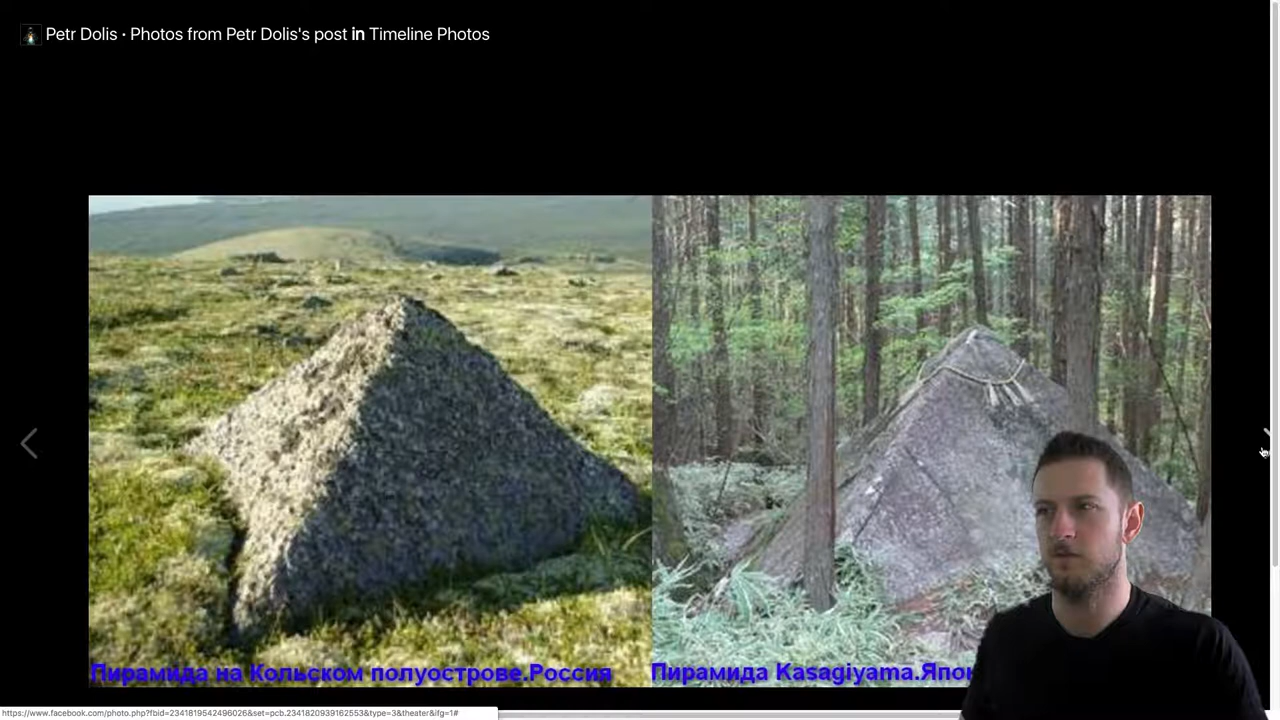 Petr Dolis · Photos from Petr Dolis's post in Timeline Photos
Пирамида на Кольском полуострове.Россия
Пирамида Kasagiyama.
https://www.facebook.com/photo.php?fbid=2341819542496026&set=pcb.2341820939162553&type=3&theater&ifg=1#